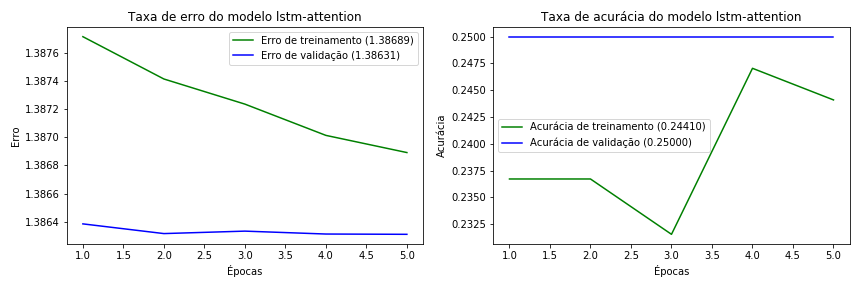 Taxa de erro do modelo lstm-attention
Erro de treinamento (1.38689)
Erro de validação (1.38631)
1.3876
1.3874
1.3872
1.3870
1.3868
1.3866
1.3864
Erro
1.0 1.5 2.0 2.5 3.0 3.5 4.0 4.5 5.0
Épocas
Taxa de acurácia do modelo lstm-attention
Acurácia de treinamento (0.24410)
Acurácia de validação (0.25000)
0.2500
0.2475
0.2450
0.2425
0.2400
0.2375
0.2350
0.2325
Acurácia
1.0 1.5 2.0 2.5 3.0 3.5 4.0 4.5 5.0
Épocas